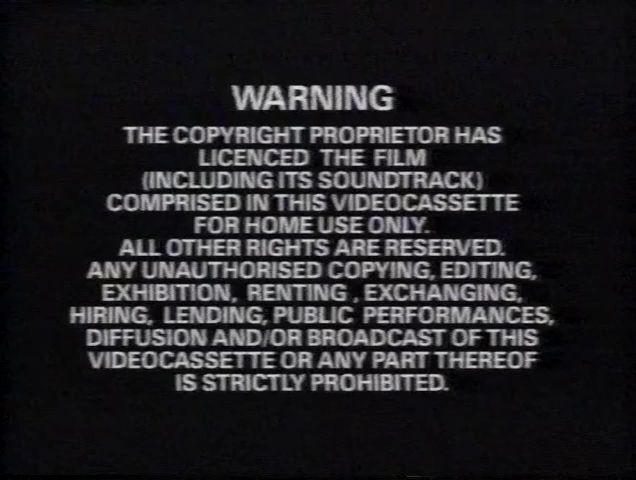 WARNING
THE COPYRIGHT PROPRIETOR HAS
LICENCED THE FILM
(INCLUDING ITS SOUNDTRACK)
COMPRISED IN THIS VIDEOCASSETTE
FOR HOME USE ONLY.
ALL OTHER RIGHTS ARE RESERVED.
ANY UNAUTHORISED COPYING, EDITING,
EXHIBITION, RENTING , EXCHANGING,
HIRING, LENDING, PUBLIC PERFORMANCES,
DIFFUSION AND/OR BROADCAST OF THIS
VIDEOCASSETTE OR ANY PART THEREOF
IS STRICTLY PROHIBITED.